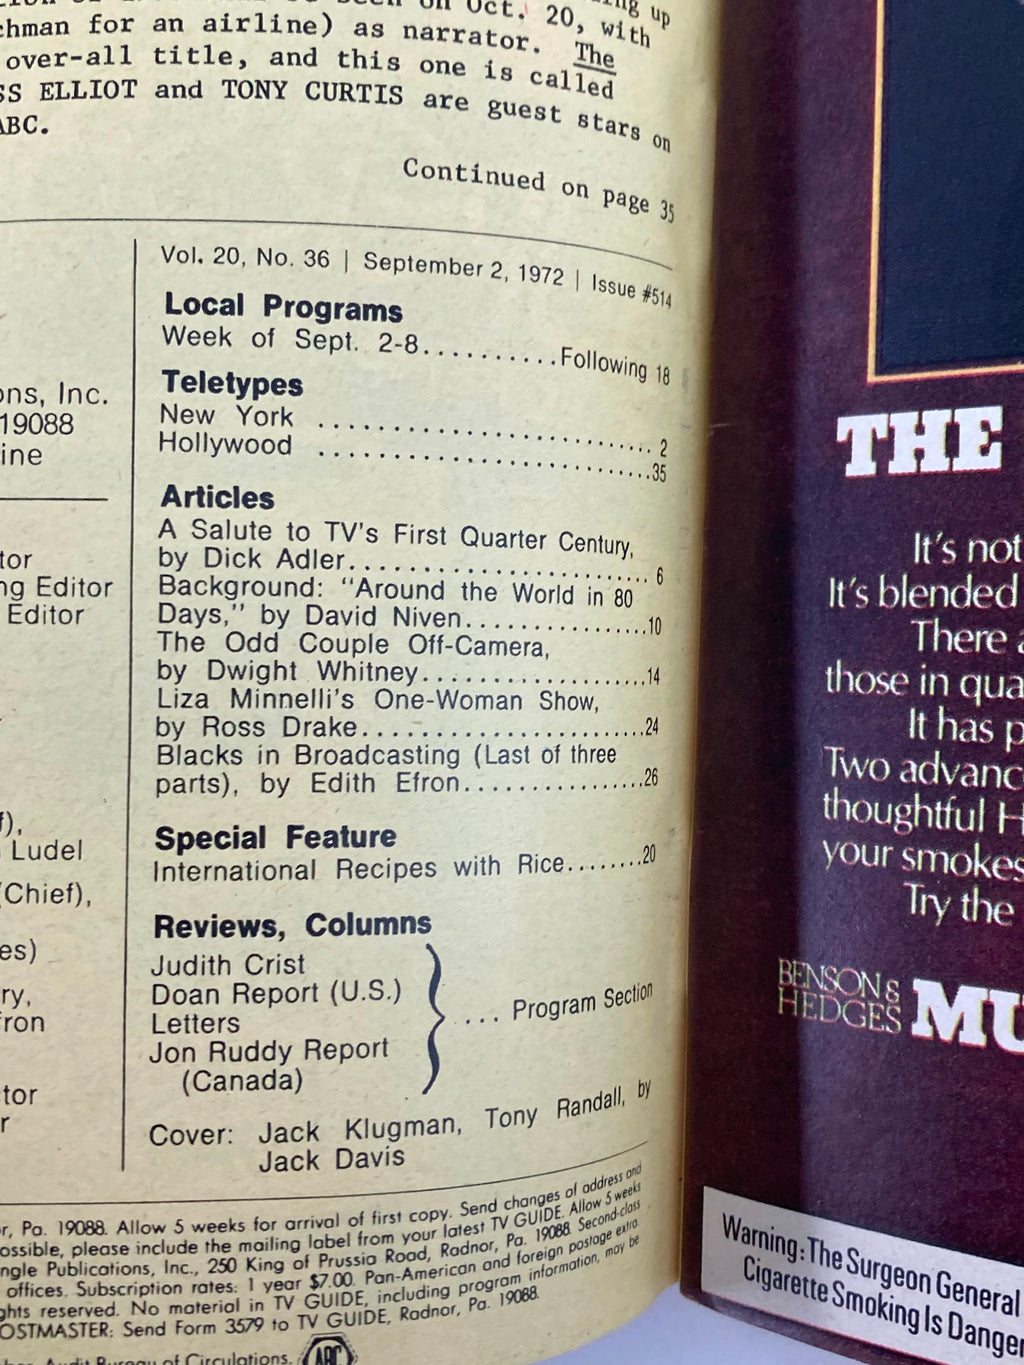 ing up
on Oct. 20, with
chman for an airline) as narrator. The
over-all title, and this one is called
SS ELLIOT and TONY CURTIS are guest stars on
ABC.
Continued on page 35
ons, Inc.
19088
ine
tor
ng Editor
Editor
f),
Ludel
(Chief),
es)
ry,
fron
tor
r
Vol. 20, No. 36 | September 2, 1972 | Issue #514
Local Programs
Week of Sept. 2-8..........Following 18
Teletypes
New York ............................ 2
Hollywood ............................35
Articles
A Salute to TV's First Quarter Century,
by Dick Adler......................... 6
Background: "Around the World in 80
Days," by David Niven................10
The Odd Couple Off-Camera,
by Dwight Whitney....................14
Liza Minnelli's One-Woman Show,
by Ross Drake.........................24
Blacks in Broadcasting (Last of three
parts), by Edith Efron................26
Special Feature
International Recipes with Rice........20
Reviews, Columns
Judith Crist
Doan Report (U.S.)
Letters
Jon Ruddy Report
(Canada)
... Program Section
Cover: Jack Klugman, Tony Randall, by
Jack Davis
r, Pa. 19088. Allow 5 weeks for arrival of first copy. Send changes of address and
ossible, please include the mailing label from your latest TV GUIDE. Allow 5 weeks
ngle Publications, Inc., 250 King of Prussia Road, Radnor, Pa. 19088. Second-class
offices. Subscription rates: 1 year $7.00. Pan-American and foreign postage extra.
ghts reserved. No material in TV GUIDE, including program information, may be
OSTMASTER: Send Form 3579 to TV GUIDE, Radnor, Pa. 19088.
Audit Bureau of Circulations.
ABC
THE
It's not
It's blended
There a
those in qua
It has p
Two advanc
thoughtful H
your smokes
Try the
BENSON &
HEDGES
MU
Warning: The Surgeon General
Cigarette Smoking Is Danger